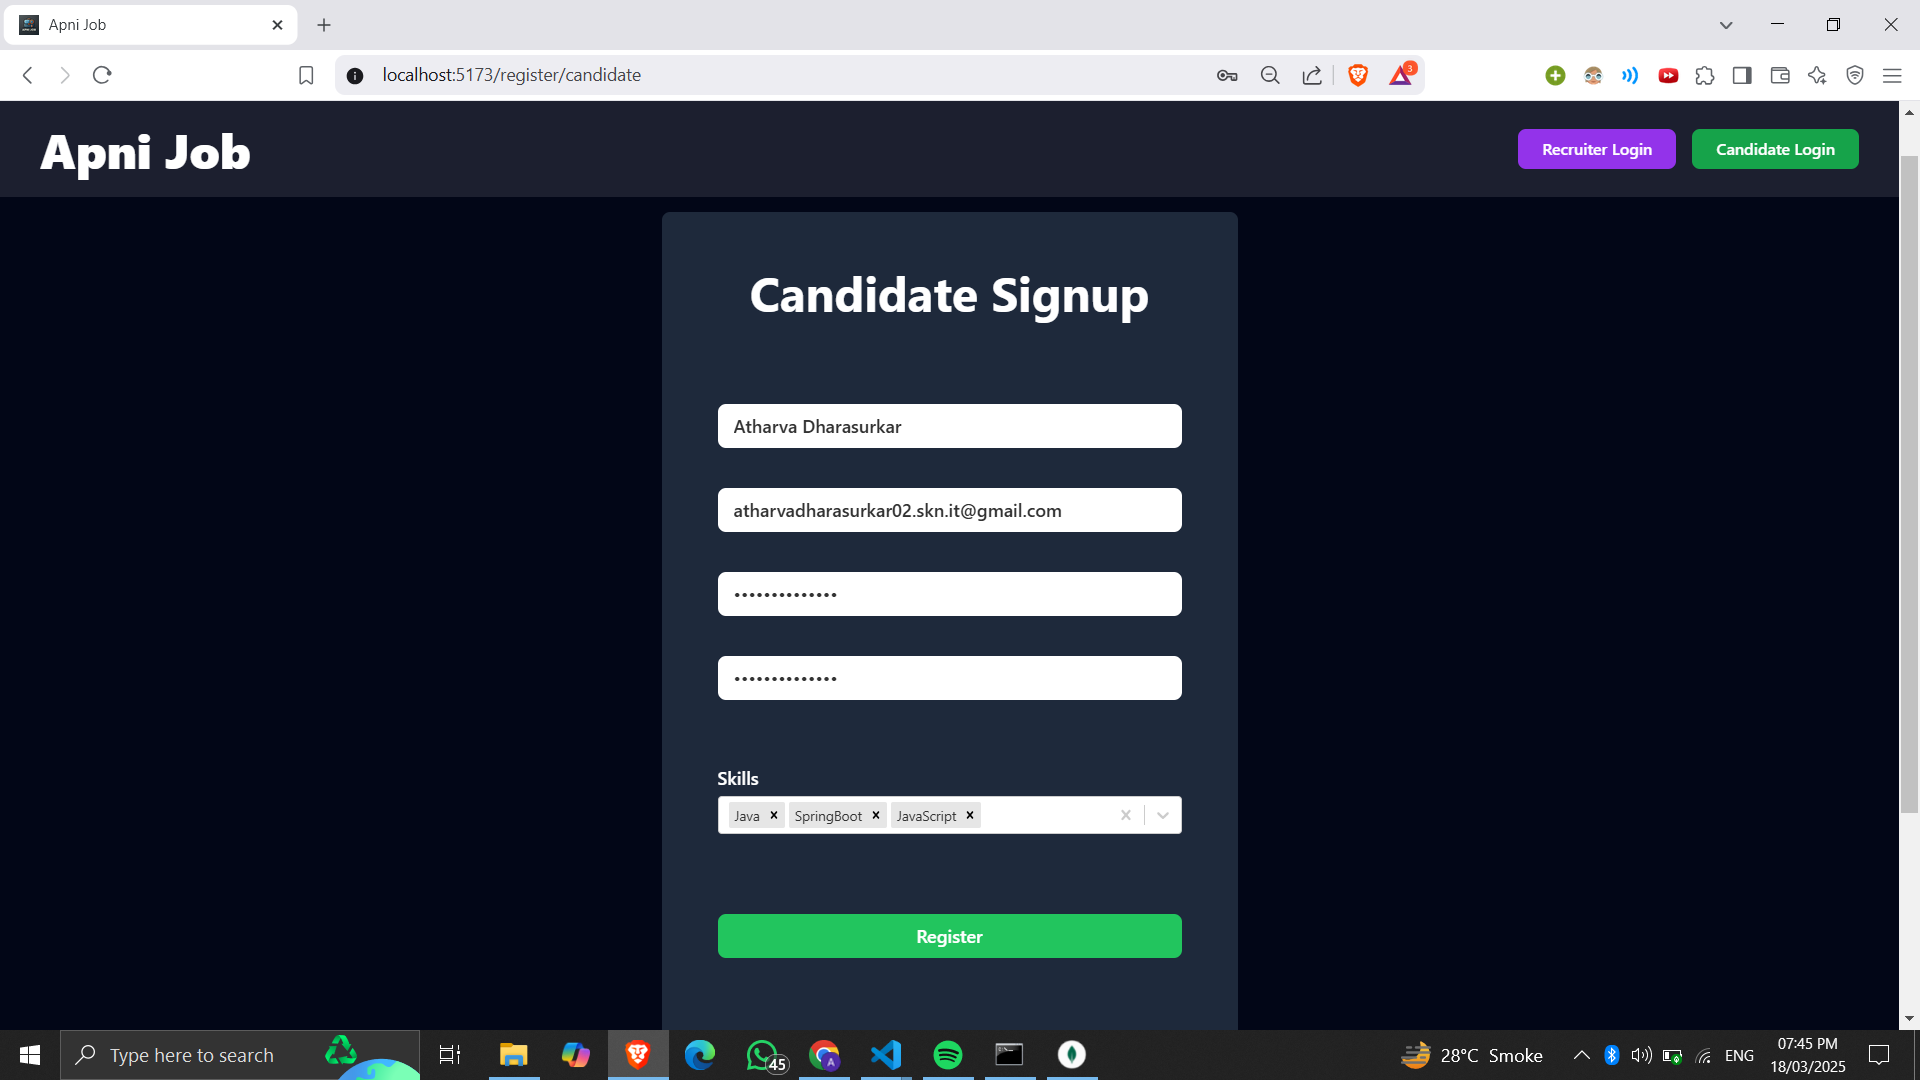 Apni Job
localhost:5173/register/candidate
3
Apni Job
Recruiter Login
Candidate Login
Candidate Signup
Atharva Dharasurkar
atharvadharasurkar02.skn.it@gmail.com
••••••••••••••
••••••••••••••
Skills
Java
SpringBoot
JavaScript
Register
Type here to search
45
A
28°C Smoke
ENG
07:45 PM
18/03/2025